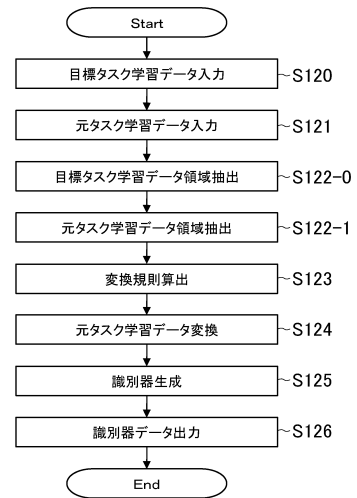 Start
目標タスク学習データ入力 S120
元タスク学習データ入力 S121
目標タスク学習データ領域抽出 S122-0
元タスク学習データ領域抽出 S122-1
変換規則算出 S123
元タスク学習データ変換 S124
識別器生成 S125
識別器データ出力 S126
End